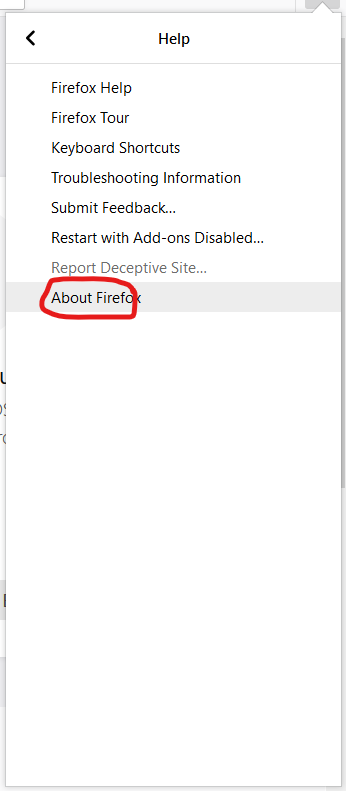 Help
Firefox Help
Firefox Tour
Keyboard Shortcuts
Troubleshooting Information
Submit Feedback...
Restart with Add-ons Disabled...
Report Deceptive Site...
About Firefox